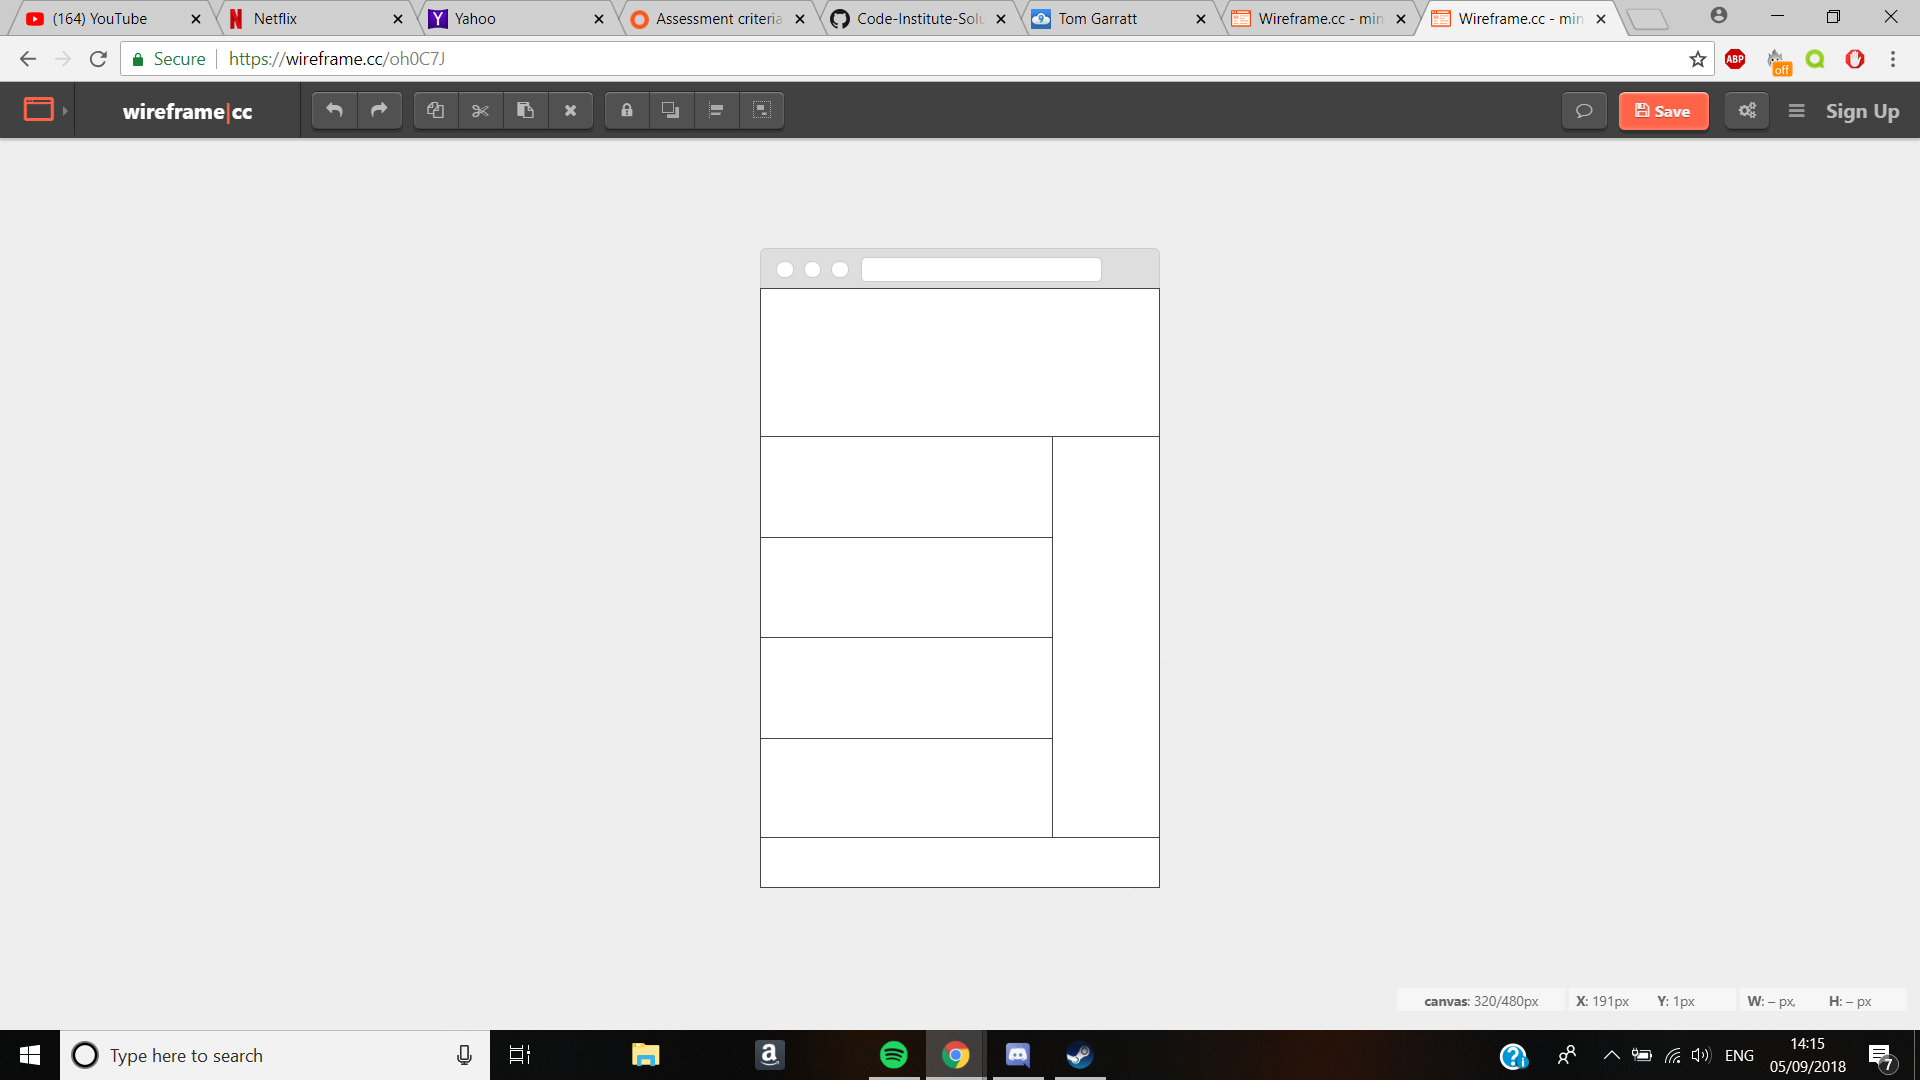 (164) YouTube
Netflix
Yahoo
Assessment criteria
Code-Institute-Solu
Tom Garratt
Wireframe.cc - min
Wireframe.cc - min
Secure
https://wireframe.cc/oh0C7J
ABP
off
wireframe|cc
Save
Sign Up
canvas: 320/480px
X: 191px
Y: 1px
W: – px,
H: – px
Type here to search
ENG
14:15
05/09/2018
7